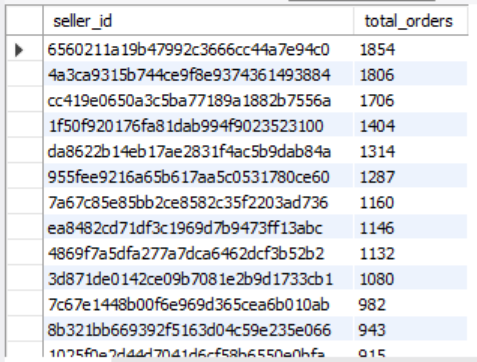 seller_id total_orders
6560211a19b47992c3666cc44a7e94c0 1854
4a3ca9315b744ce9f8e9374361493884 1806
cc419e0650a3c5ba77189a1882b7556a 1706
1f50f920176fa81dab994f9023523100 1404
da8622b14eb17ae2831f4ac5b9dab84a 1314
955fee9216a65b617aa5c0531780ce60 1287
7a67c85e85bb2ce8582c35f2203ad736 1160
ea8482cd71df3c1969d7b9473ff13abc 1146
4869f7a5dfa277a7dca6462dcf3b52b2 1132
3d871de0142ce09b7081e2b9d1733cb1 1080
7c67e1448b00f6e969d365cea6b010ab 982
8b321bb669392f5163d04c59e235e066 943
1025f0e2d44d7041d6cf58b6550e0bfa 915